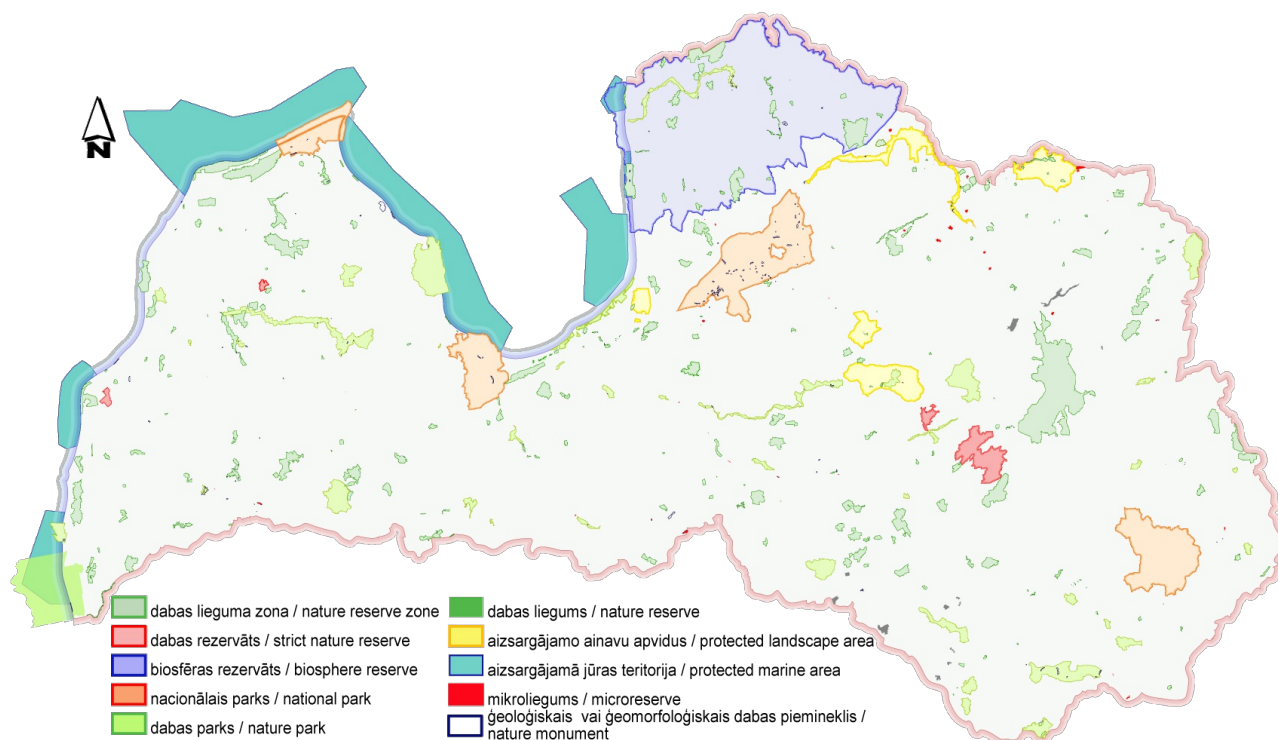 N
dabas lieguma zona / nature reserve zone
dabas rezervāts / strict nature reserve
biosfēras rezervāts / biosphere reserve
nacionālais parks / national park
dabas parks / nature park
dabas liegums / nature reserve
aizsargājamo ainavu apvidus / protected landscape area
aizsargājamā jūras teritorija / protected marine area
mikroliegums / microreserve
ģeoloģiskais vai ģeomorfoloģiskais dabas piemineklis /
nature monument